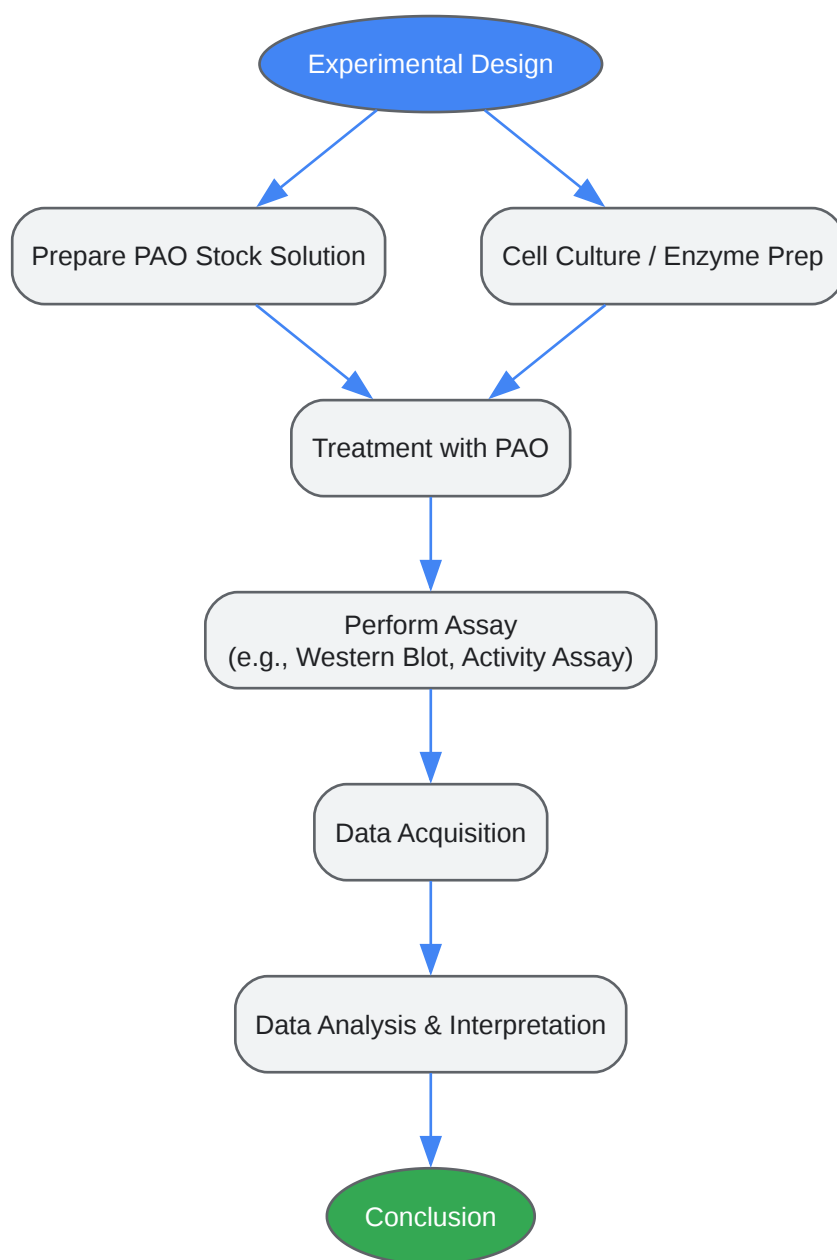 Experimental Design
Prepare PAO Stock Solution
Cell Culture / Enzyme Prep
Treatment with PAO
Perform Assay
(e.g., Western Blot, Activity Assay)
Data Acquisition
Data Analysis & Interpretation
Conclusion